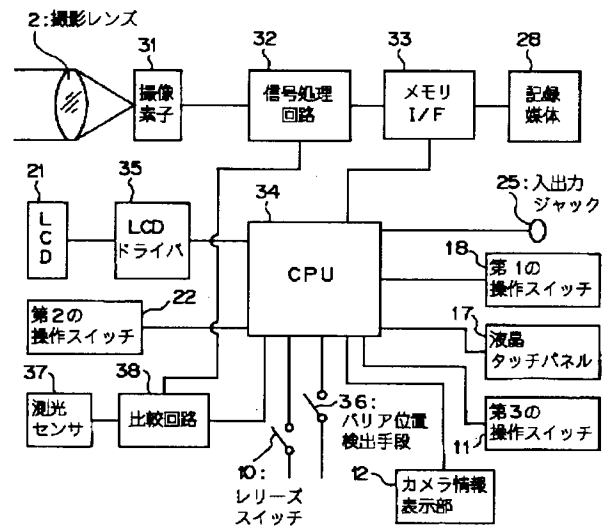 2:撮影レンズ
31
撮像
素子
32
信号処理
回路
33
メモリ
I/F
28
記録
媒体
21
L
C
D
35
LCD
ドライバ
34
CPU
25:入出力
ジャック
18
第1の
操作スイッチ
22
第2の
操作スイッチ
17
液晶
タッチパネル
37
測光
センサ
38
比較回路
36:
バリア位置
検出手段
第3の
操作スイッチ
11
10:
レリーズ
スイッチ
12
カメラ情報
表示部